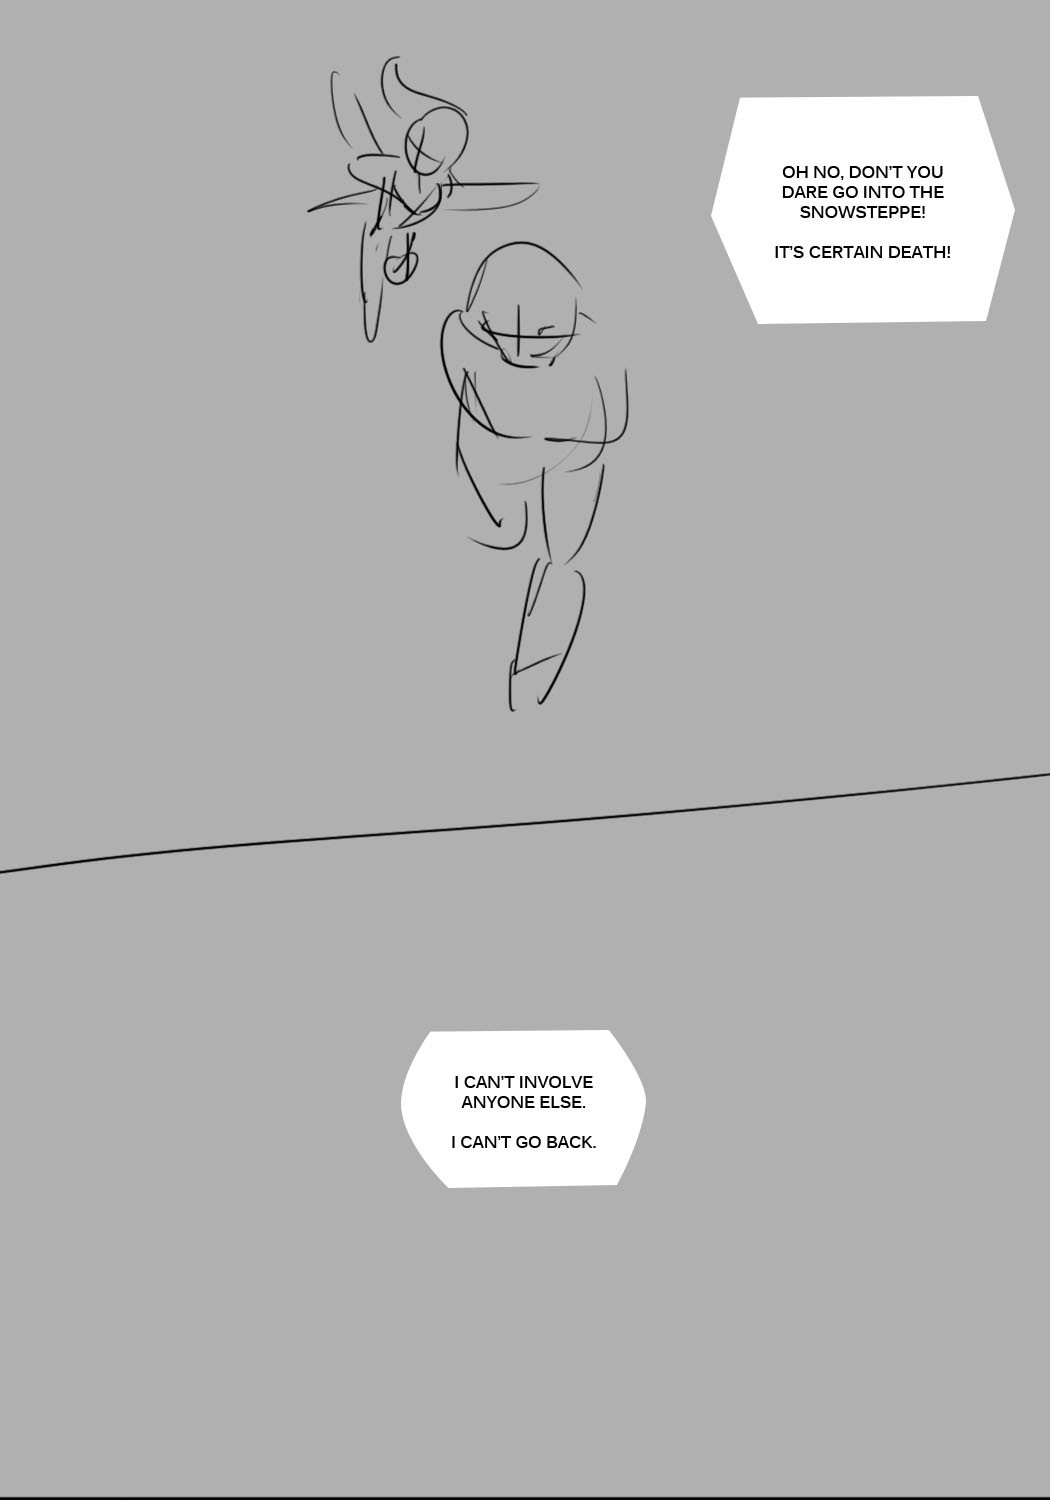 OH NO, DON'T YOU
DARE GO INTO THE
SNOWSTEPPE!
IT'S CERTAIN DEATH!
I CAN'T INVOLVE
ANYONE ELSE.
I CAN'T GO BACK.